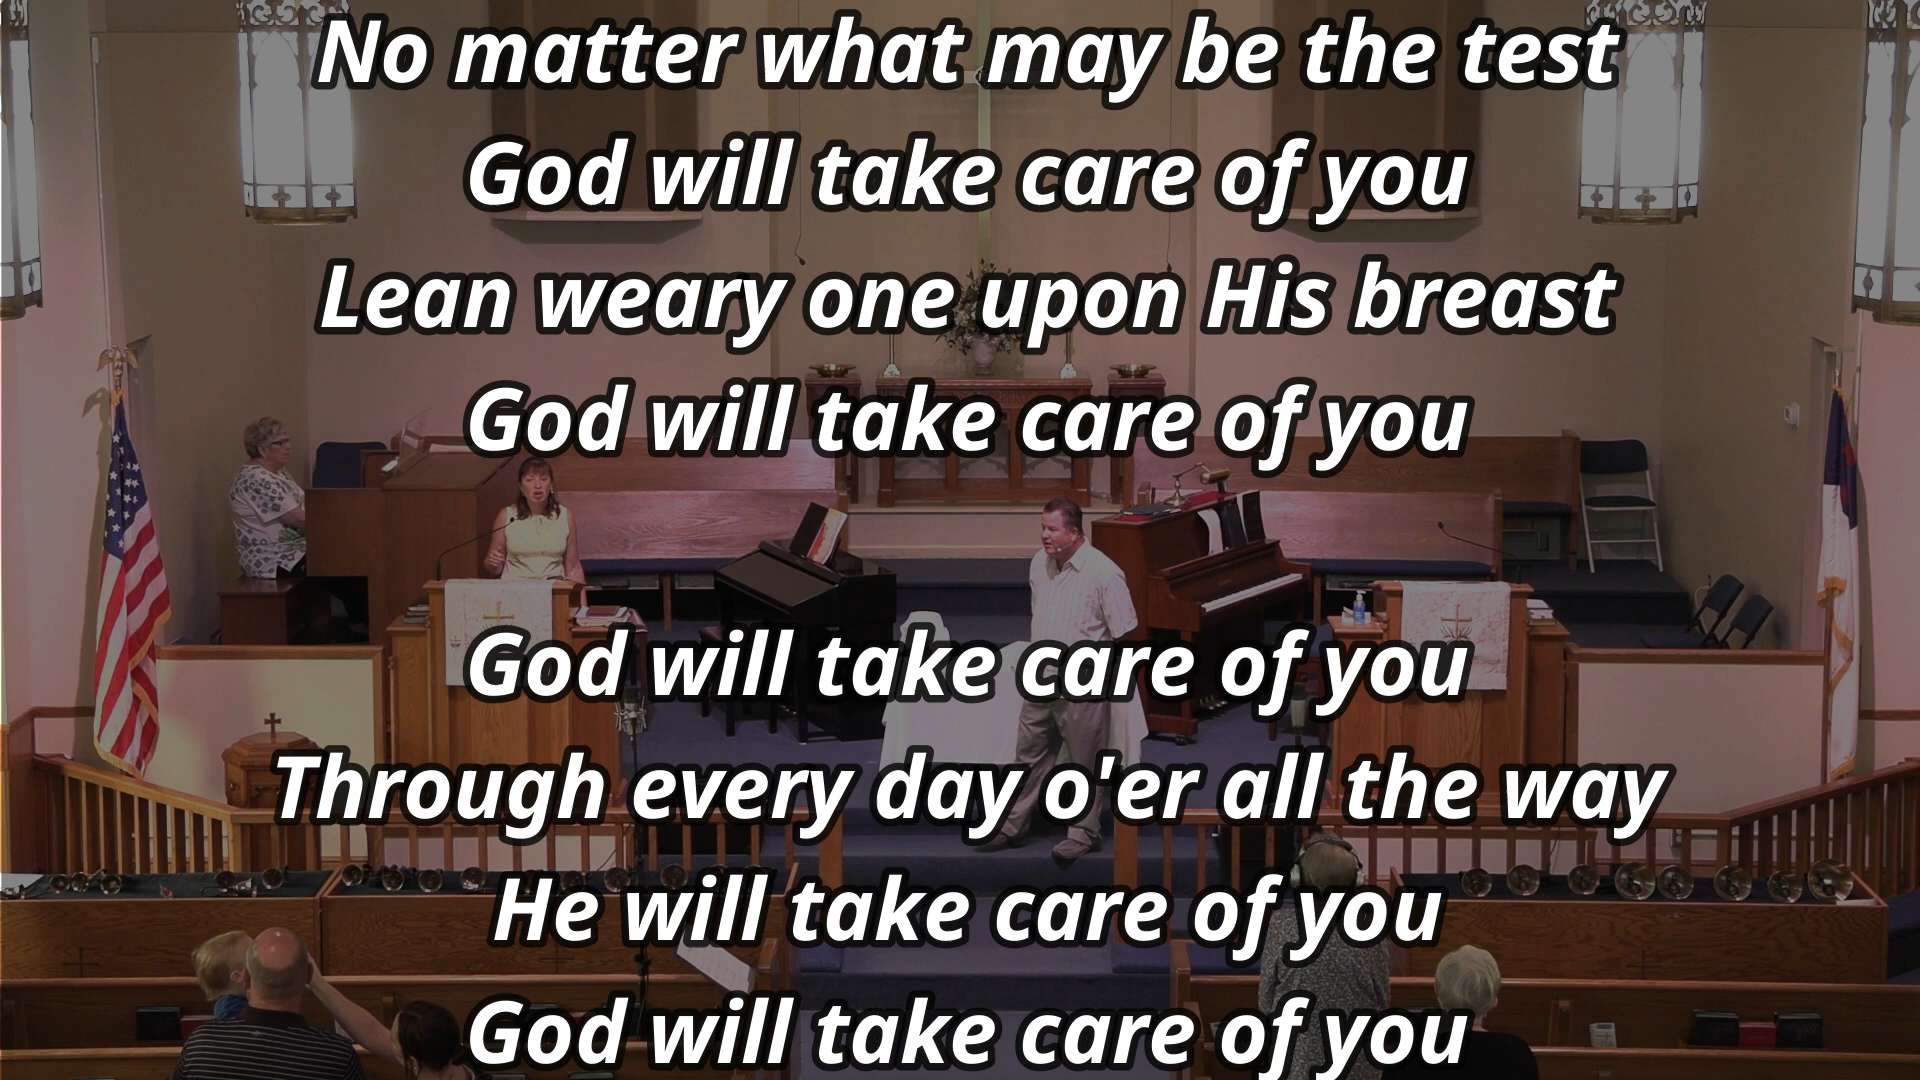 No matter what may be the test
God will take care of you
Lean weary one upon His breast
God will take care of you
God will take care of you
Through every day o'er all the way
He will take care of you
God will take care of you